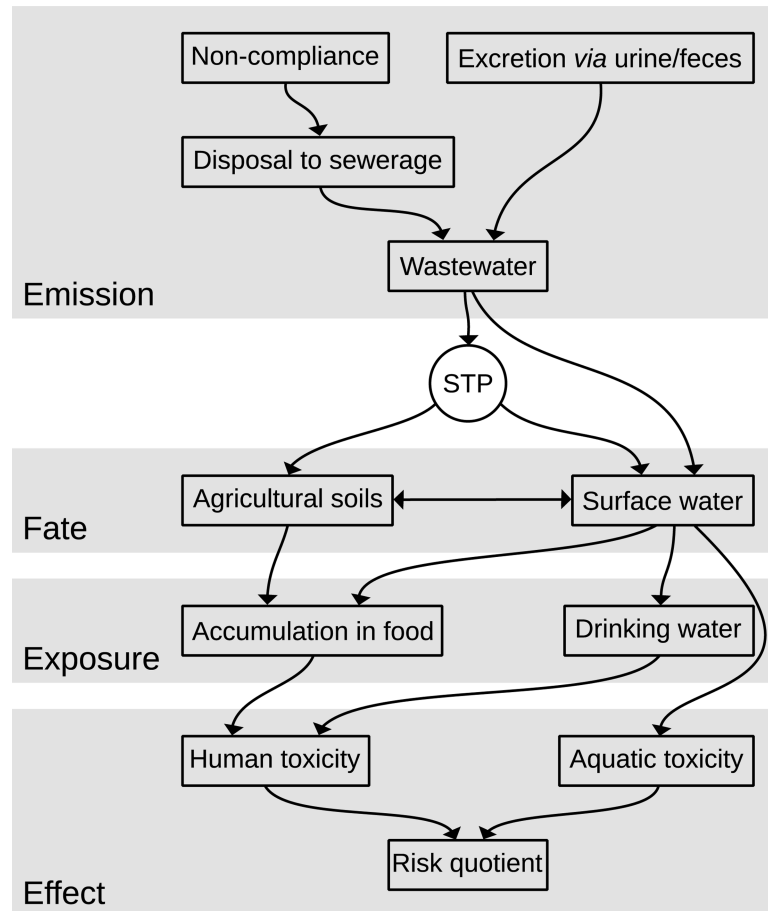 Non-compliance
Excretion via urine/feces
Disposal to sewerage
Wastewater
Emission
STP
Agricultural soils
Surface water
Fate
Accumulation in food
Drinking water
Exposure
Human toxicity
Aquatic toxicity
Risk quotient
Effect